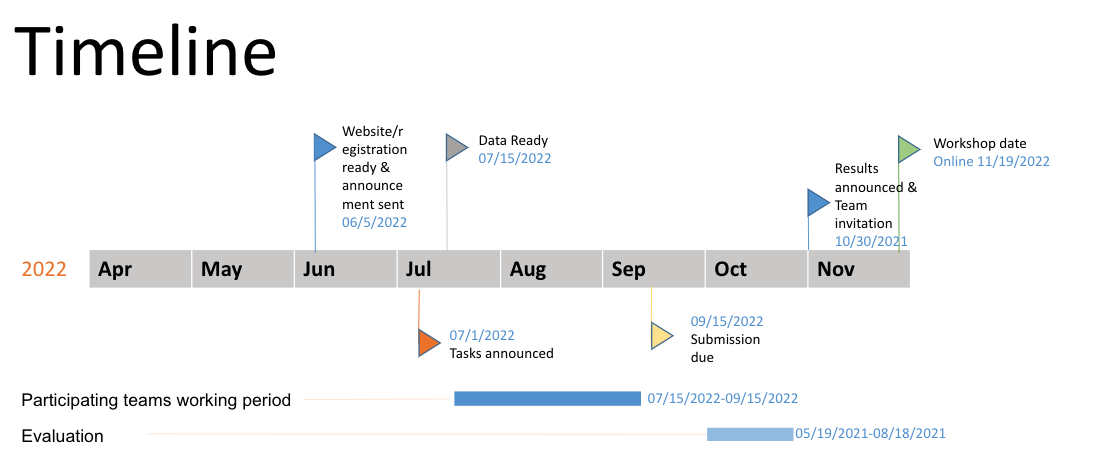 Timeline
Website/r
egistration
ready &
announce
ment sent
06/5/2022
Data Ready
07/15/2022
Results
announced &
Team
invitation
10/30/2021
Workshop date
Online 11/19/2022
2022
Apr
May
Jun
Jul
Aug
Sep
Oct
Nov
07/1/2022
Tasks announced
09/15/2022
Submission
due
Participating teams working period
07/15/2022-09/15/2022
Evaluation
05/19/2021-08/18/2021